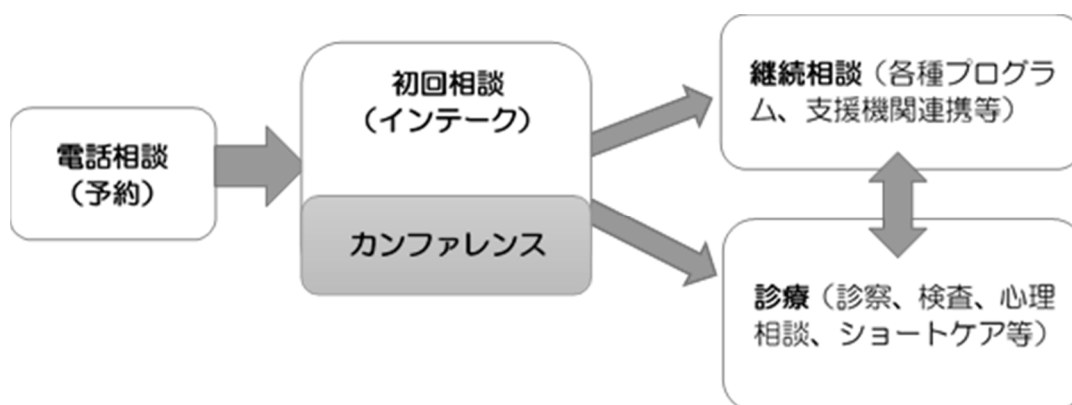 電話相談
（予約）
初回相談
（インテーク）
カンファレンス
継続相談（各種プログラ
ム、支援機関連携等）
診療（診察、検査、心理
相談、ショートケア等）